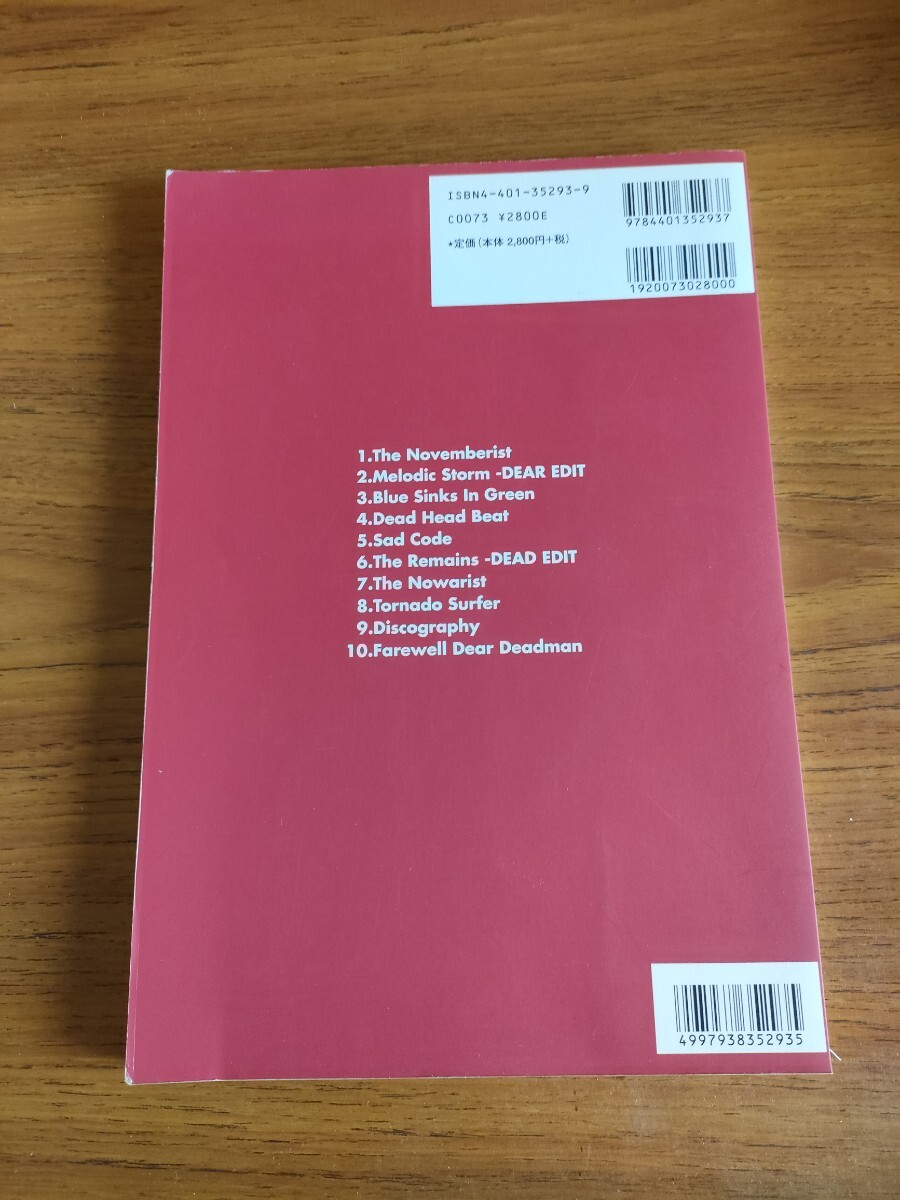 ISBN4-401-35293-9
C0073 ¥2800E
*定価(本体 2,800円+税)
9784401352937
1920073028000
1.The Novemberist
2.Melodic Storm -DEAR EDIT
3.Blue Sinks In Green
4.Dead Head Beat
5.Sad Code
6.The Remains -DEAD EDIT
7.The Nowarist
8.Tornado Surfer
9.Discography
10.Farewell Dear Deadman
4997938352935